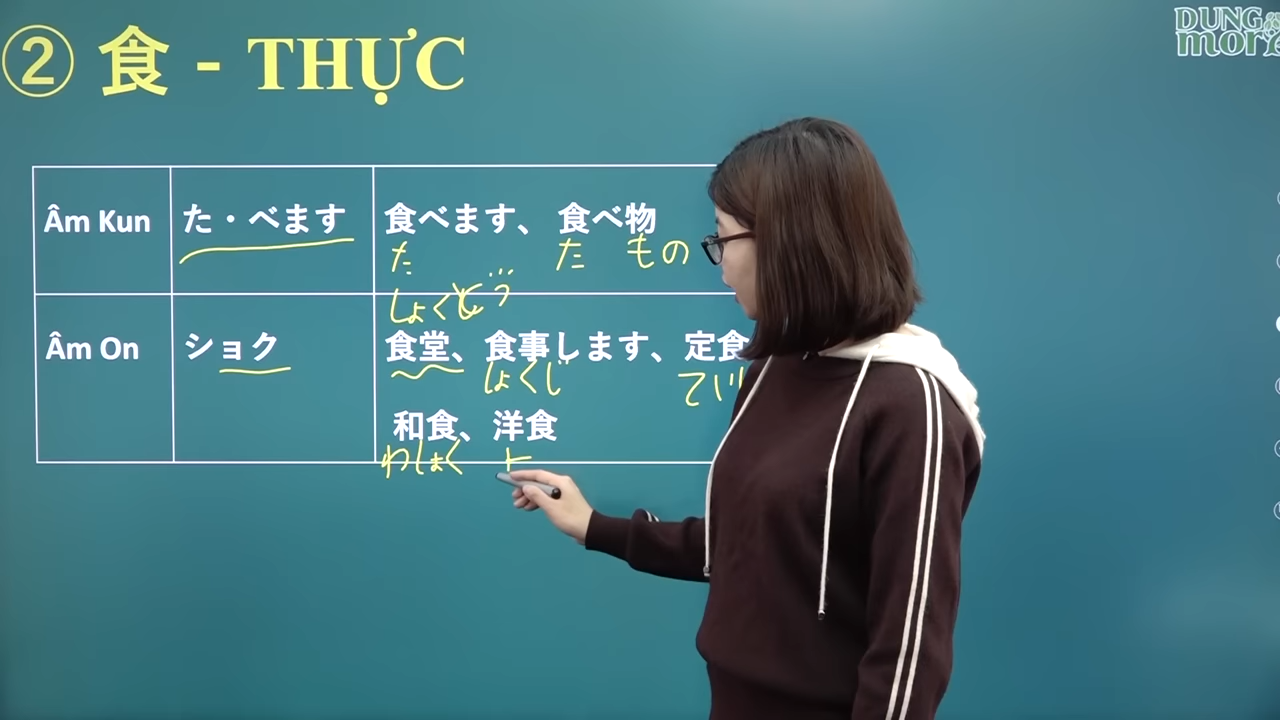 ② 食 - THỰC
DUNG
mor
Âm Kun
た・べます
食べます、 食べ物
た
た
もの
しょくどう
Âm On
ショク
食堂、食事します、定食
しょくじ
てい
和食、洋食
わしょく